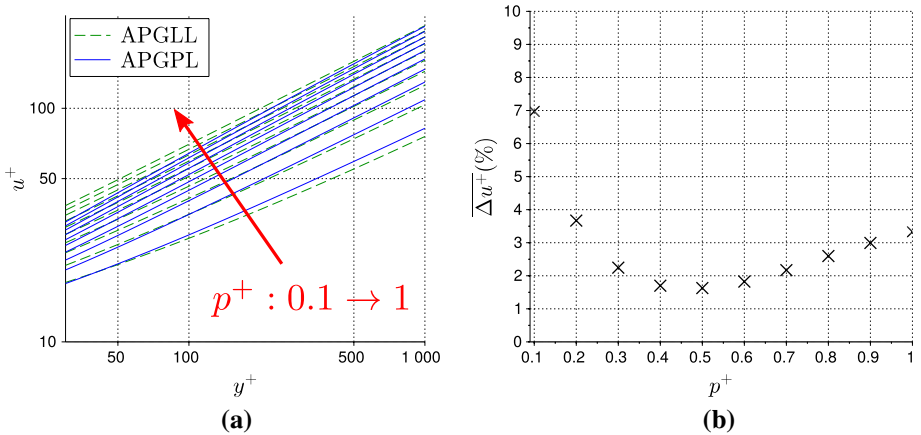 APGLL
APGPL
100
50
10
u⁺
50
100
500
1 000
y⁺
p⁺ : 0.1 → 1
(a)
10
9
8
7
6
5
4
3
2
1
0
Δu⁺(%)
0.1 0.2 0.3 0.4 0.5 0.6 0.7 0.8 0.9 1
p⁺
(b)